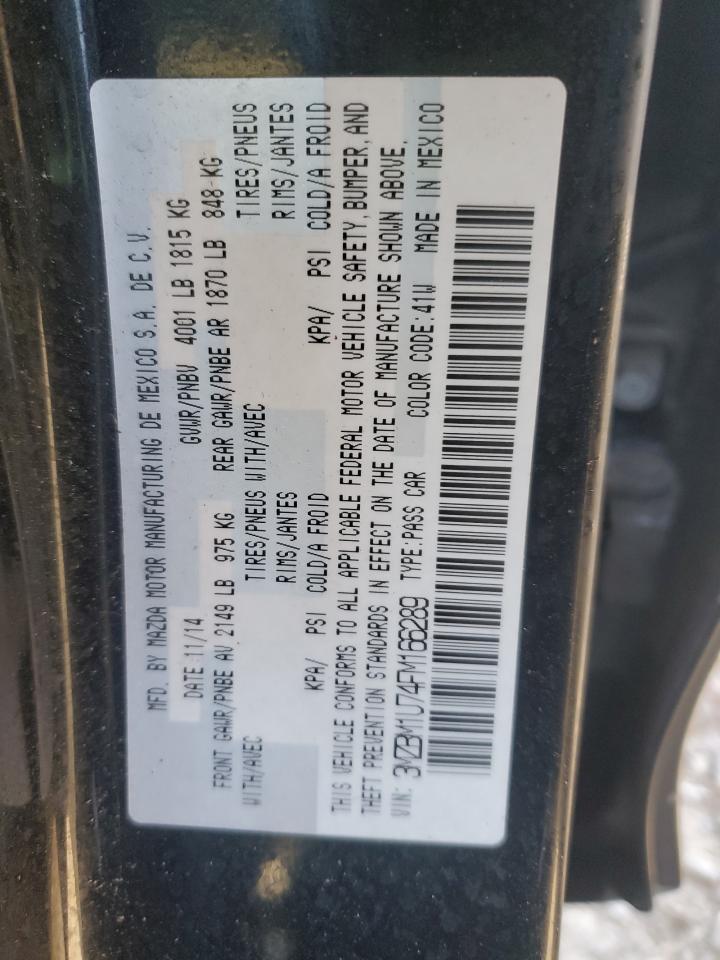 MFD. BY MAZDA MOTOR MANUFACTURING DE MEXICO S.A. DE C.V.
DATE:11/14 GVWR/PNBV 4001 LB 1815 KG
FRONT GAWR/PNBE AV 2149 LB 975 KG REAR GAWR/PNBE AR 1870 LB 848 KG
WITH/AVEC TIRES/PNEUS WITH/AVEC TIRES/PNEUS
RIMS/JANTES RIMS/JANTES
KPA/ PSI COLD/A FROID KPA/ PSI COLD/A FROID
THIS VEHICLE CONFORMS TO ALL APPLICABLE FEDERAL MOTOR VEHICLE SAFETY, BUMPER, AND
THEFT PREVENTION STANDARDS IN EFFECT ON THE DATE OF MANUFACTURE SHOWN ABOVE.
VIN: 3MZBM1U74FM166289 TYPE:PASS CAR COLOR CODE:41W MADE IN MEXICO